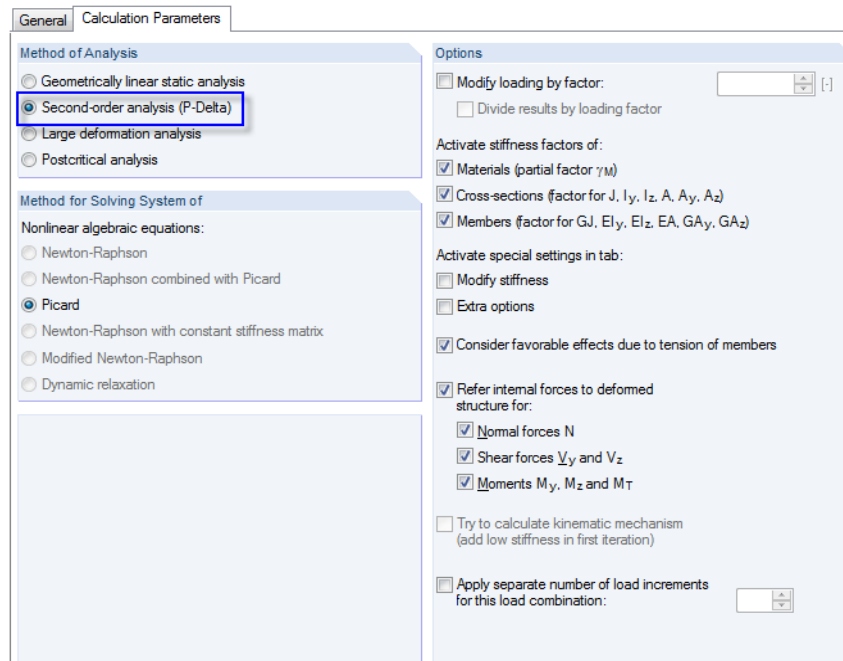 General
Calculation Parameters
Method of Analysis
Geometrically linear static analysis
Second-order analysis (P-Delta)
Large deformation analysis
Postcritical analysis
Method for Solving System of
Nonlinear algebraic equations:
Newton-Raphson
Newton-Raphson combined with Picard
Picard
Newton-Raphson with constant stiffness matrix
Modified Newton-Raphson
Dynamic relaxation
Options
Modify loading by factor:
[-]
Divide results by loading factor
Activate stiffness factors of:
Materials (partial factor γM)
Cross-sections (factor for J, Iy, Iz, A, Ay, Az)
Members (factor for GJ, EIy, EIz, EA, GAy, GAz)
Activate special settings in tab:
Modify stiffness
Extra options
Consider favorable effects due to tension of members
Refer internal forces to deformed
structure for:
Normal forces N
Shear forces Vy and Vz
Moments My, Mz and MT
Try to calculate kinematic mechanism
(add low stiffness in first iteration)
Apply separate number of load increments
for this load combination: